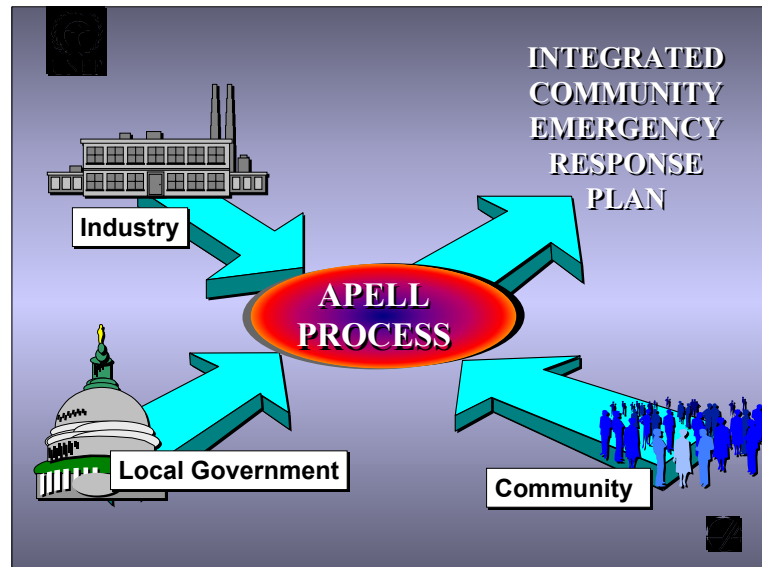 INTEGRATED
COMMUNITY
EMERGENCY
RESPONSE
PLAN
Industry
APELL
PROCESS
Local Government
Community